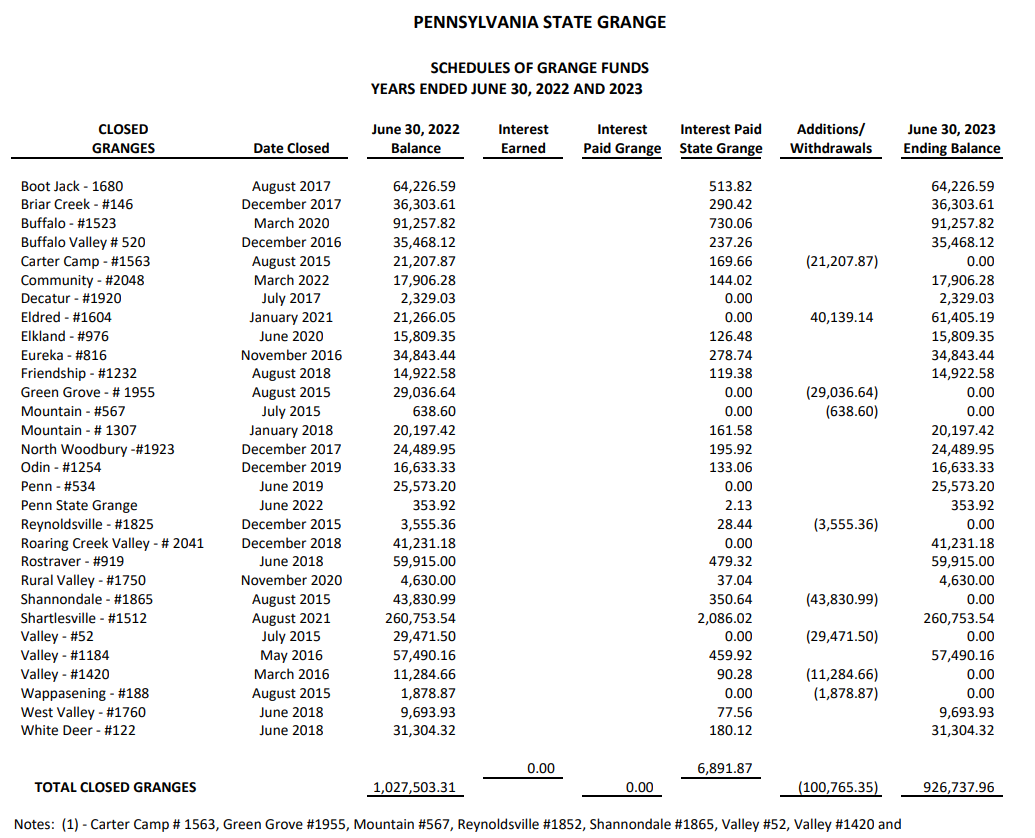 PENNSYLVANIA STATE GRANGE
SCHEDULES OF GRANGE FUNDS
YEARS ENDED JUNE 30, 2022 AND 2023
CLOSED June 30, 2022 Interest Interest Interest Paid Additions/ June 30, 2023
GRANGES Date Closed Balance Earned Paid Grange State Grange Withdrawals Ending Balance
Boot Jack - 1680 August 2017 64,226.59 513.82 64,226.59
Briar Creek - #146 December 2017 36,303.61 290.42 36,303.61
Buffalo - #1523 March 2020 91,257.82 730.06 91,257.82
Buffalo Valley # 520 December 2016 35,468.12 237.26 35,468.12
Carter Camp - #1563 August 2015 21,207.87 169.66 (21,207.87) 0.00
Community - #2048 March 2022 17,906.28 144.02 17,906.28
Decatur - #1920 July 2017 2,329.03 0.00 2,329.03
Eldred - #1604 January 2021 21,266.05 0.00 40,139.14 61,405.19
Elkland - #976 June 2020 15,809.35 126.48 15,809.35
Eureka - #816 November 2016 34,843.44 278.74 34,843.44
Friendship - #1232 August 2018 14,922.58 119.38 14,922.58
Green Grove - # 1955 August 2015 29,036.64 0.00 (29,036.64) 0.00
Mountain - #567 July 2015 638.60 0.00 (638.60) 0.00
Mountain - # 1307 January 2018 20,197.42 161.58 20,197.42
North Woodbury -#1923 December 2017 24,489.95 195.92 24,489.95
Odin - #1254 December 2019 16,633.33 133.06 16,633.33
Penn - #534 June 2019 25,573.20 0.00 25,573.20
Penn State Grange June 2022 353.92 2.13 353.92
Reynoldsville - #1825 December 2015 3,555.36 28.44 (3,555.36) 0.00
Roaring Creek Valley - # 2041 December 2018 41,231.18 0.00 41,231.18
Rostraver - #919 June 2018 59,915.00 479.32 59,915.00
Rural Valley - #1750 November 2020 4,630.00 37.04 4,630.00
Shannondale - #1865 August 2015 43,830.99 350.64 (43,830.99) 0.00
Shartlesville - #1512 August 2021 260,753.54 2,086.02 260,753.54
Valley - #52 July 2015 29,471.50 0.00 (29,471.50) 0.00
Valley - #1184 May 2016 57,490.16 459.92 57,490.16
Valley - #1420 March 2016 11,284.66 90.28 (11,284.66) 0.00
Wappasening - #188 August 2015 1,878.87 0.00 (1,878.87) 0.00
West Valley - #1760 June 2018 9,693.93 77.56 9,693.93
White Deer - #122 June 2018 31,304.32 180.12 31,304.32
0.00 6,891.87
TOTAL CLOSED GRANGES 1,027,503.31 0.00 (100,765.35) 926,737.96
Notes: (1) - Carter Camp # 1563, Green Grove #1955, Mountain #567, Reynoldsville #1852, Shannondale #1865, Valley #52, Valley #1420 and